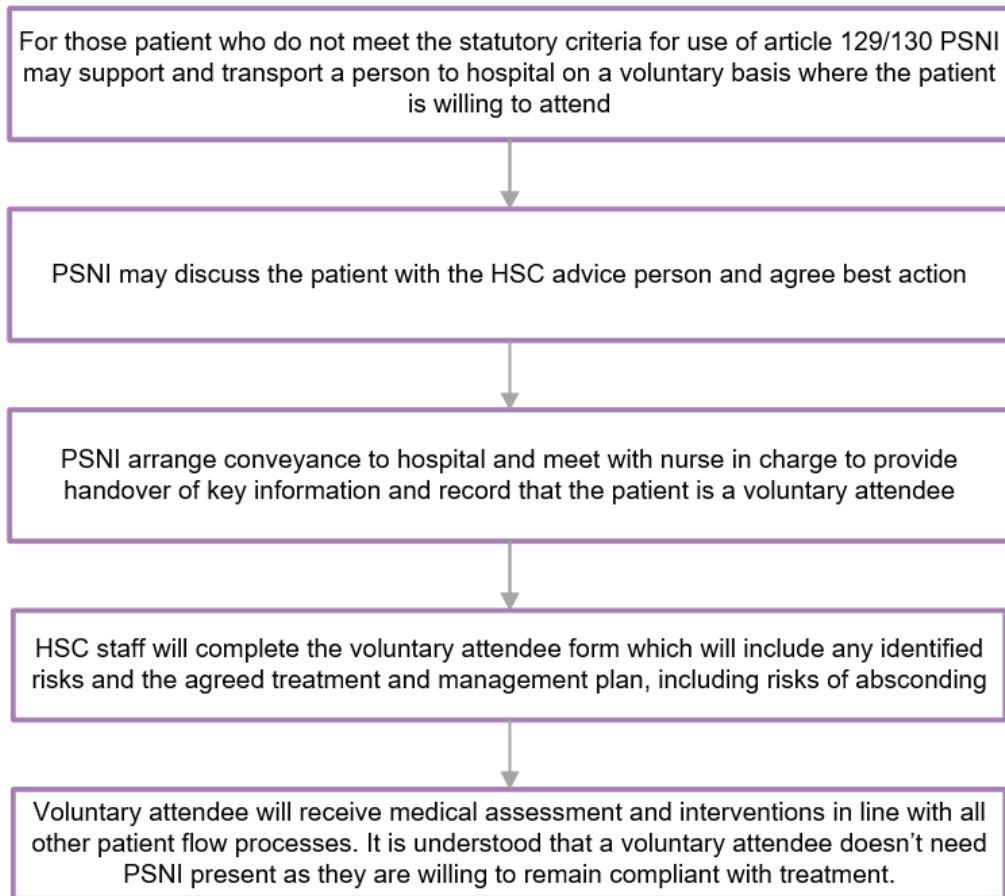 For those patient who do not meet the statutory criteria for use of article 129/130 PSNI
may support and transport a person to hospital on a voluntary basis where the patient
is willing to attend
PSNI may discuss the patient with the HSC advice person and agree best action
PSNI arrange conveyance to hospital and meet with nurse in charge to provide
handover of key information and record that the patient is a voluntary attendee
HSC staff will complete the voluntary attendee form which will include any identified
risks and the agreed treatment and management plan, including risks of absconding
Voluntary attendee will receive medical assessment and interventions in line with all
other patient flow processes. It is understood that a voluntary attendee doesn’t need
PSNI present as they are willing to remain compliant with treatment.